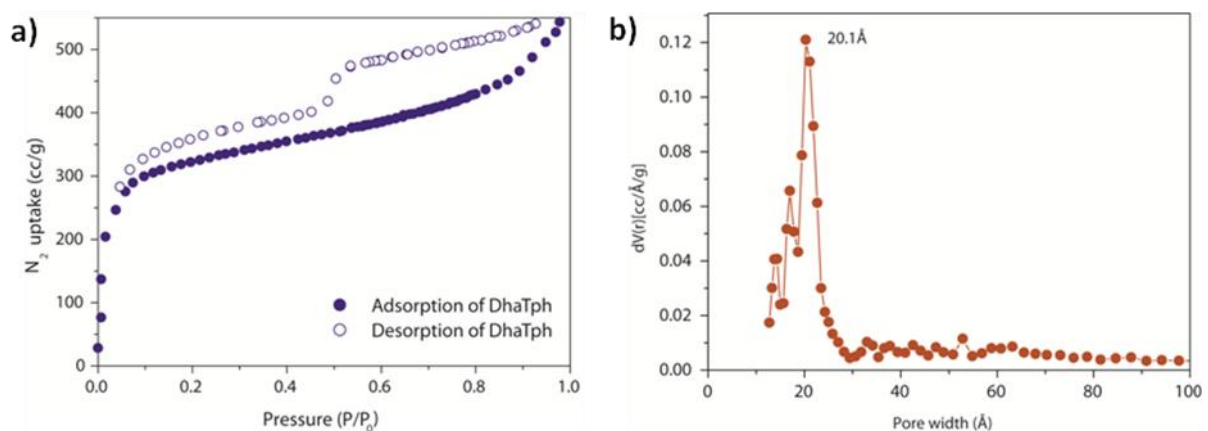 a)
500
400
300
200
100
0
N₂ uptake (cc/g)
0.0 0.2 0.4 0.6 0.8 1.0
Pressure (P/P₀)
Adsorption of DhaTph
Desorption of DhaTph
b)
20.1Å
0.12
0.10
0.08
0.06
0.04
0.02
0.00
dV(r)[cc/Å/g]
0 20 40 60 80 100
Pore width (Å)